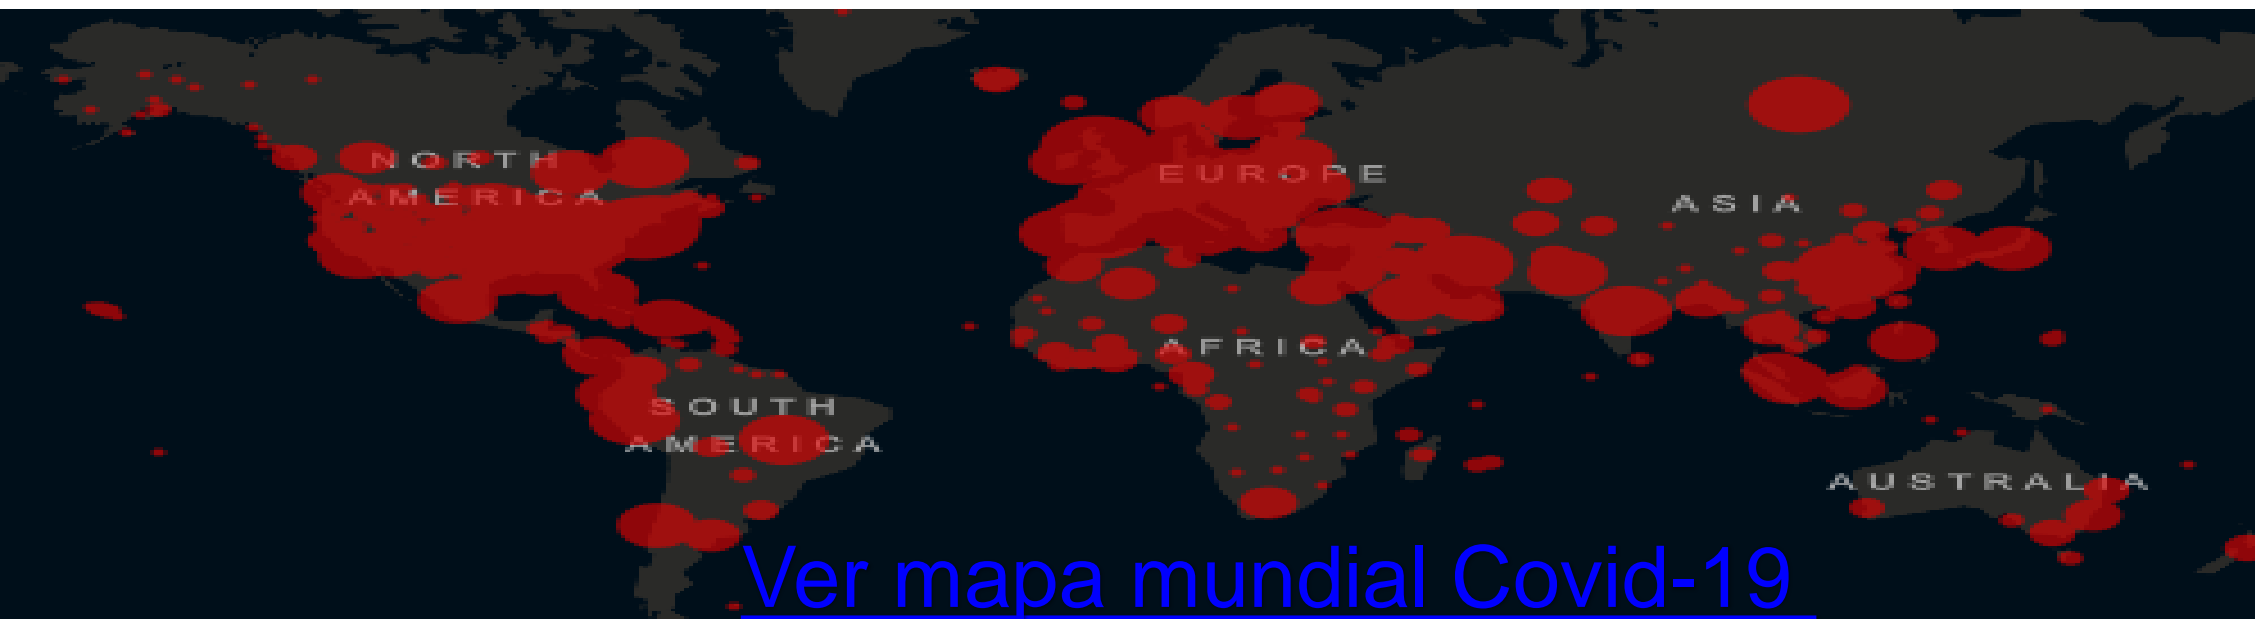 NORTH
AMERICA
EUROPE
ASIA
AFRICA
SOUTH
AMERICA
AUSTRALIA
Ver mapa mundial Covid-19